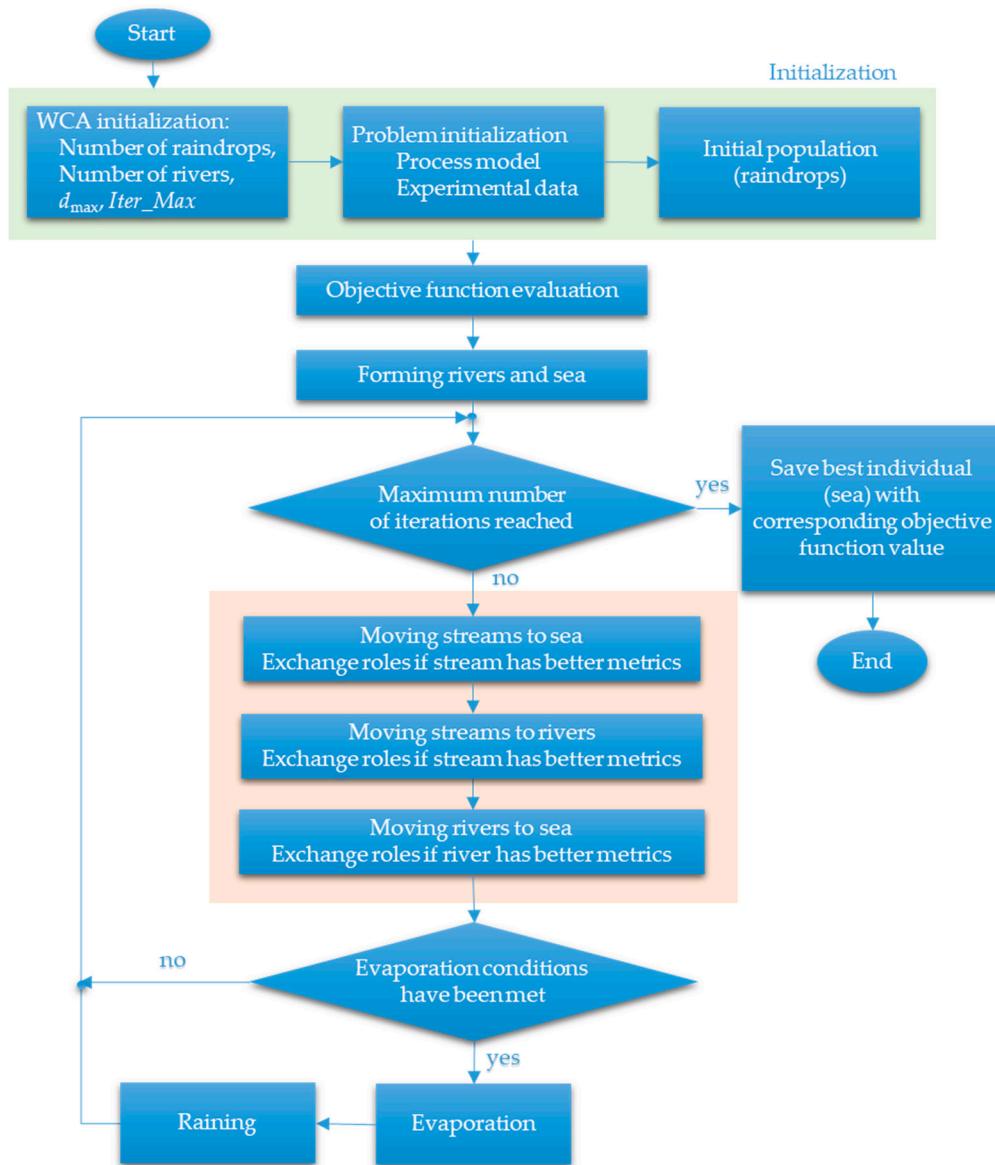 Start
Initialization
WCA initialization:
Number of raindrops,
Number of rivers,
dmax, Iter_Max
Problem initialization
Process model
Experimental data
Initial population
(raindrops)
Objective function evaluation
Forming rivers and sea
Maximum number
of iterations reached
yes
Save best individual
(sea) with
corresponding objective
function value
no
End
Moving streams to sea
Exchange roles if stream has better metrics
Moving streams to rivers
Exchange roles if stream has better metrics
Moving rivers to sea
Exchange roles if river has better metrics
Evaporation conditions
have been met
no
yes
Evaporation
Raining